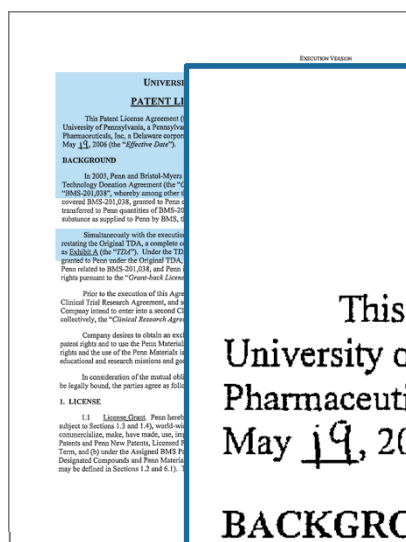 EXECUTION VERSION
UNIVERSI
PATENT LI
This Patent License Agreement (
University of Pennsylvania, a Pennsylva
Pharmaceuticals, Inc, a Delaware corpor
May 19, 2006 (the “Effective Date”).
BACKGROUND
In 2003, Penn and Bristol-Myers
Technology Donation Agreement (the “
“BMS-201,038”, whereby among other t
covered BMS-201,038, granted to Penn
transferred to Penn quantities of BMS-20
substance as supplied to Penn by BMS, t
Simultaneously with the execution
restating the Original TDA, a complete c
as Exhibit A (the “TDA”). Under the TD
granted to Penn under the Original TDA,
Penn related to BMS-201,038, and Penn i
rights pursuant to the “Grant-back Licens
Prior to the execution of this Agre
Clinical Trial Research Agreement, and s
Company intend to enter into a second Cl
collectively, the “Clinical Research Agre
Company desires to obtain an excl
patent rights and to use the Penn Material
rights and the use of the Penn Materials i
educational and research missions and goa
In consideration of the mutual obli
be legally bound, the parties agree as follo
1. LICENSE
1.1 License Grant. Penn hereb
subject to Sections 1.3 and 1.4), world-wi
commercialize, make, have made, use, im
Patents and Penn New Patents, Licensed P
Term, and (b) under the Assigned BMS P
Designated Compounds and Penn Materia
may be defined in Sections 1.2 and 6.1). T
This
University o
Pharmaceuti
May 19, 20
BACKGRO